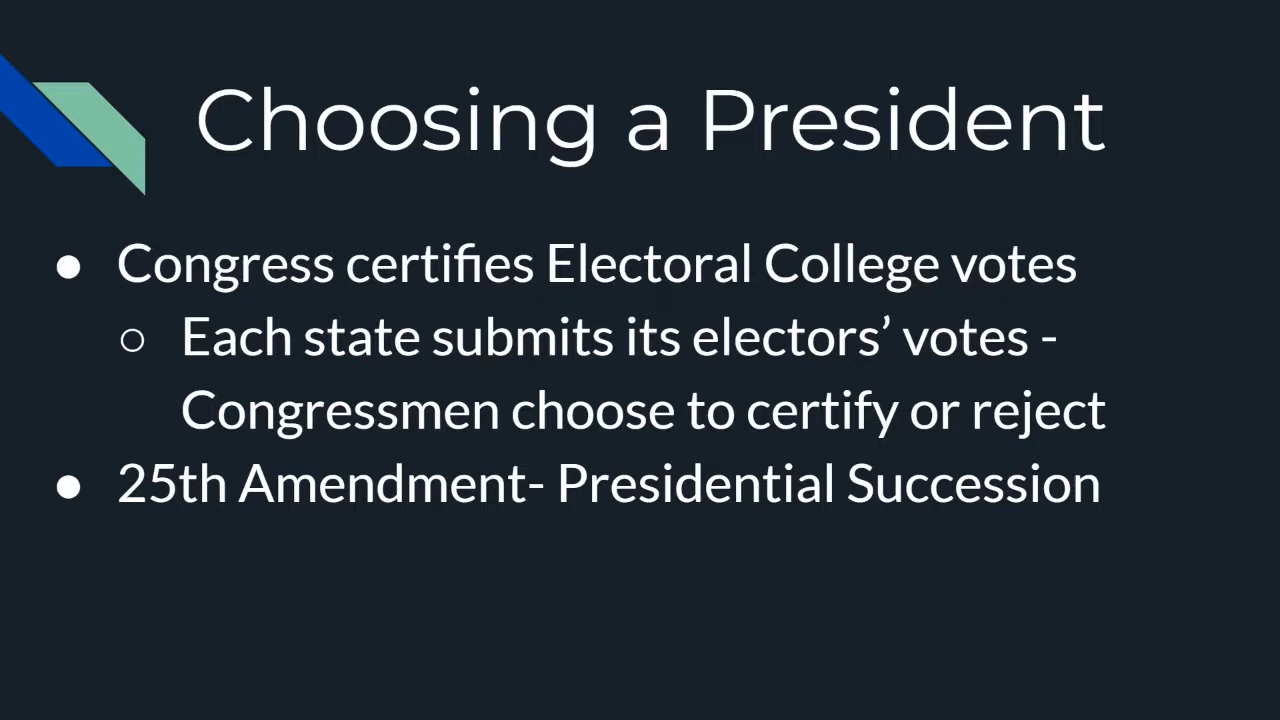 Choosing a President
● Congress certifies Electoral College votes
○ Each state submits its electors’ votes -
Congressmen choose to certify or reject
● 25th Amendment- Presidential Succession